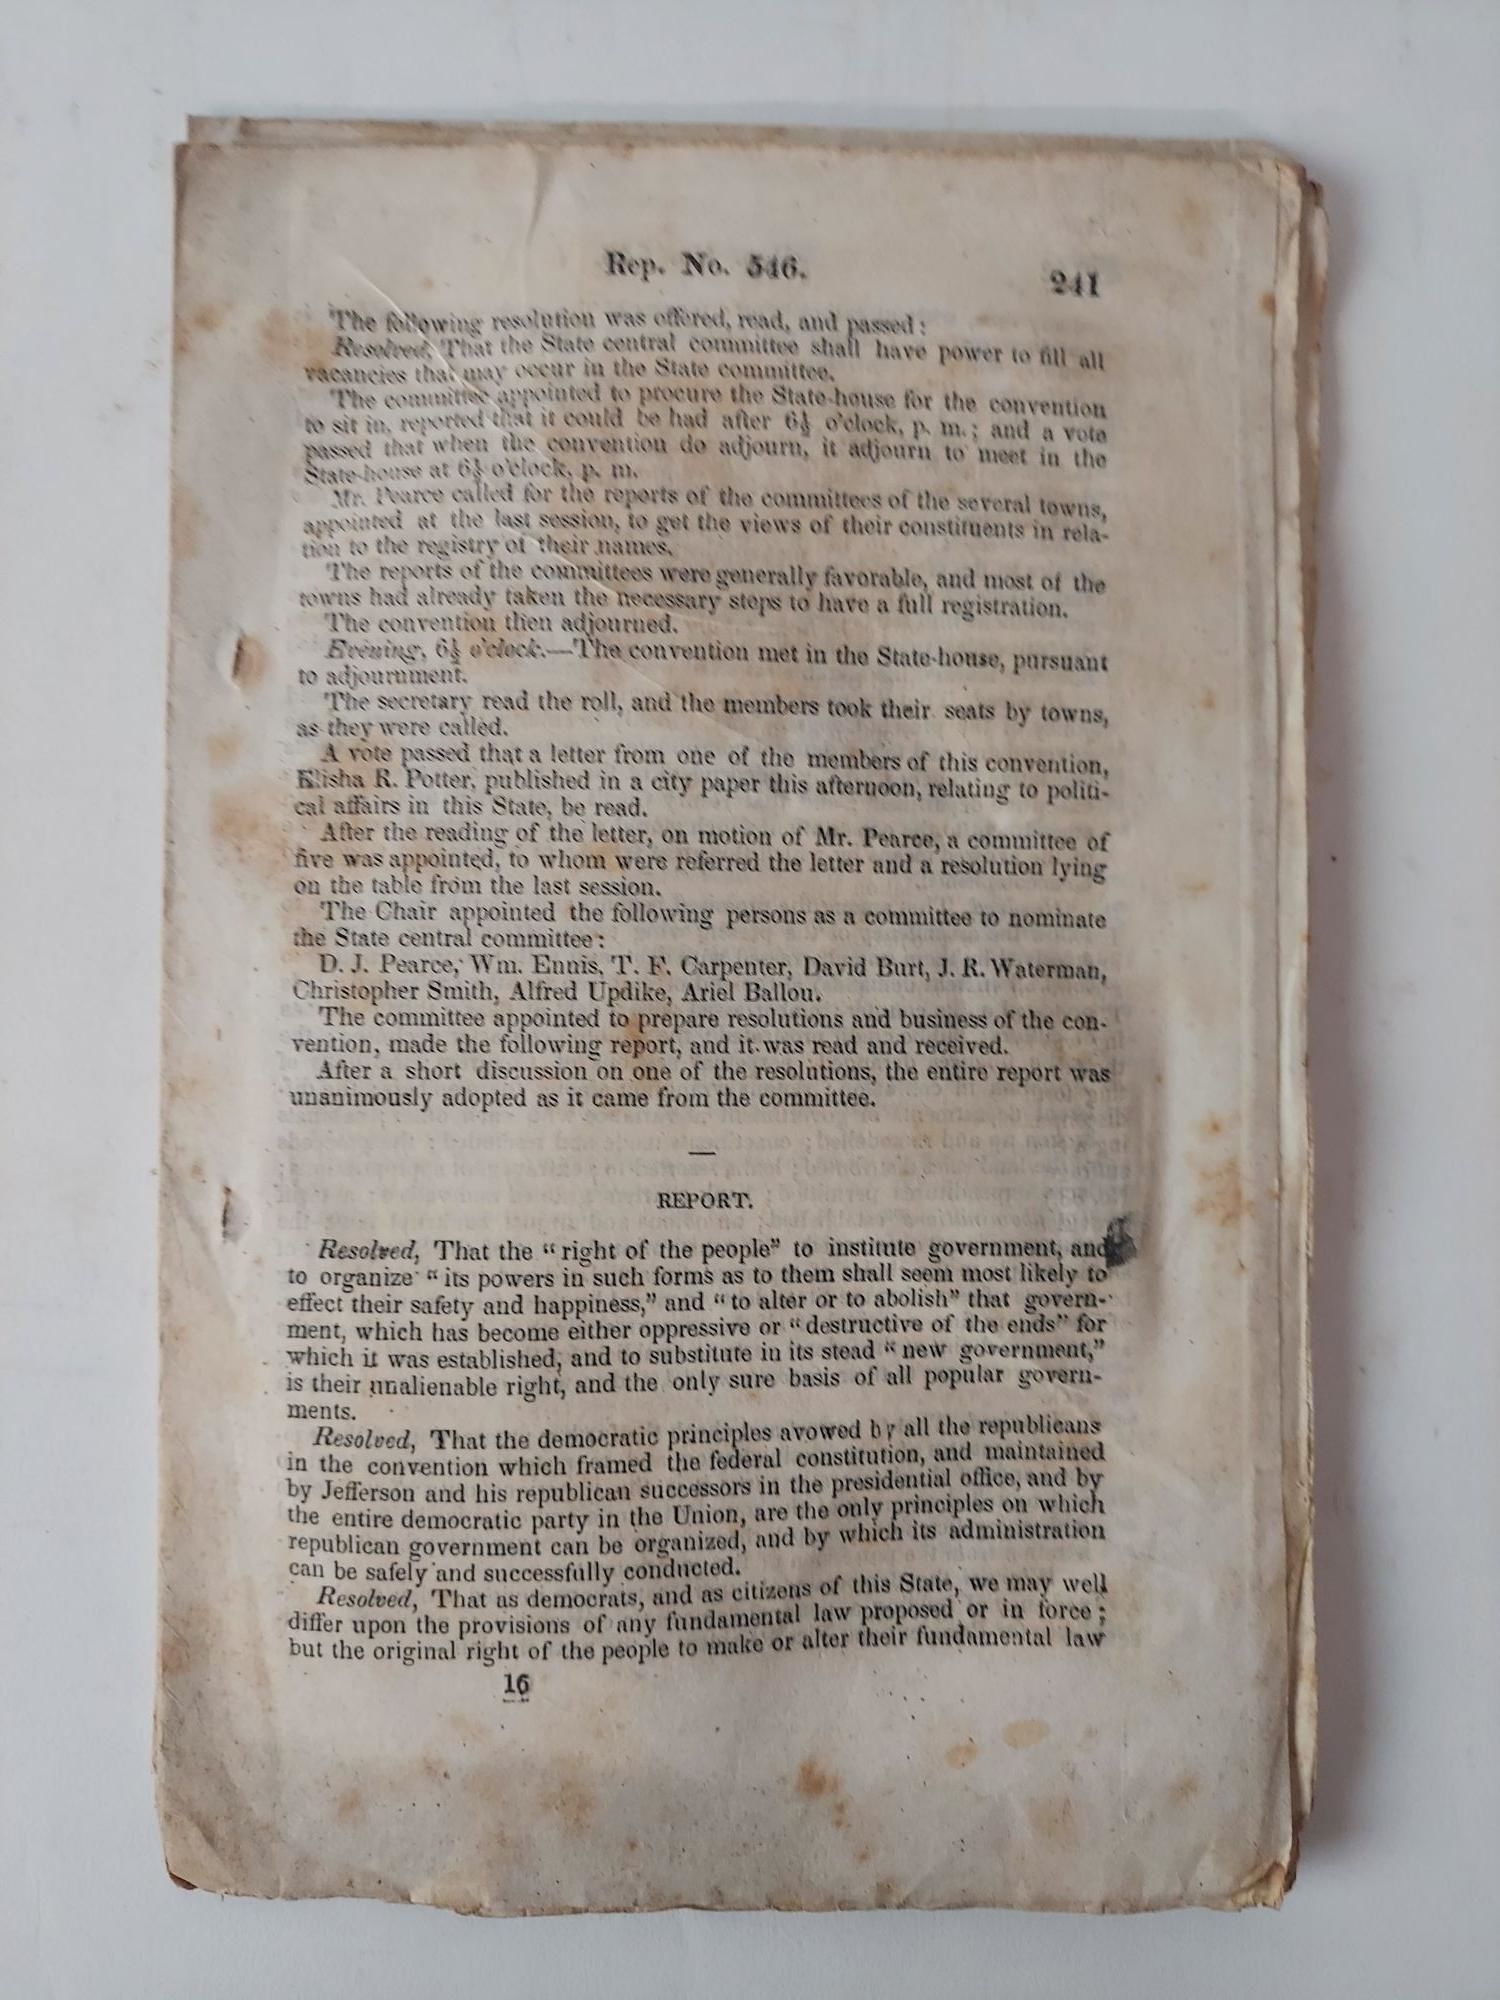 Rep. No. 546.
241
The following resolution was offered, read, and passed:
Resolved, That the State central committee shall have power to fill all
vacancies that may occur in the State committee.
The committee appointed to procure the State-house for the convention
to sit in, reported that it could be had after 6½ o'clock, p. m.; and a vote
passed that when the convention do adjourn, it adjourn to meet in the
State-house at 6½ o'clock, p. m.
Mr. Pearce called for the reports of the committees of the several towns,
appointed at the last session, to get the views of their constituents in rela-
tion to the registry of their names.
The reports of the committees were generally favorable, and most of the
towns had already taken the necessary steps to have a full registration.
The convention then adjourned.
Evening, 6½ o'clock.—The convention met in the State-house, pursuant
to adjournment.
The secretary read the roll, and the members took their seats by towns,
as they were called.
A vote passed that a letter from one of the members of this convention,
Elisha R. Potter, published in a city paper this afternoon, relating to politi-
cal affairs in this State, be read.
After the reading of the letter, on motion of Mr. Pearce, a committee of
five was appointed, to whom were referred the letter and a resolution lying
on the table from the last session.
The Chair appointed the following persons as a committee to nominate
the State central committee:
D. J. Pearce, Wm. Ennis, T. F. Carpenter, David Burt, J. R. Waterman,
Christopher Smith, Alfred Updike, Ariel Ballou.
The committee appointed to prepare resolutions and business of the con-
vention, made the following report, and it was read and received.
After a short discussion on one of the resolutions, the entire report was
unanimously adopted as it came from the committee.
REPORT.
Resolved, That the "right of the people" to institute government, and
to organize "its powers in such forms as to them shall seem most likely to
effect their safety and happiness," and "to alter or to abolish" that govern-
ment, which has become either oppressive or "destructive of the ends" for
which it was established, and to substitute in its stead "new government,"
is their unalienable right, and the only sure basis of all popular govern-
ments.
Resolved, That the democratic principles avowed by all the republicans
in the convention which framed the federal constitution, and maintained
by Jefferson and his republican successors in the presidential office, and by
the entire democratic party in the Union, are the only principles on which
republican government can be organized, and by which its administration
can be safely and successfully conducted.
Resolved, That as democrats, and as citizens of this State, we may well
differ upon the provisions of any fundamental law proposed or in force;
but the original right of the people to make or alter their fundamental law
16